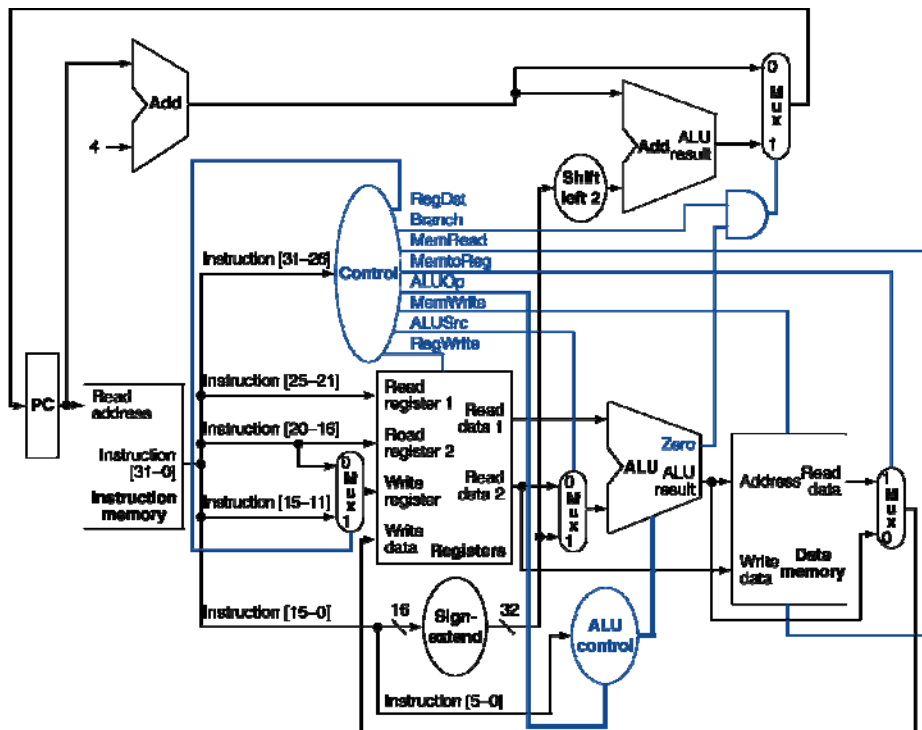 0
M
u
x
1
Add
ALU
Add result
4
Shift
left 2
RegDst
Branch
MemRead
Instruction [31–26]
Control
MemtoReg
ALUOp
MemWrite
ALUSrc
RegWrite
PC
Read
address
Instruction
[31–0]
Instruction
memory
Instruction [25–21]
Read
register 1
Read
data 1
Instruction [20–16]
Read
register 2
0
M
u
x
1
Write
register
Read
data 2
Instruction [15–11]
Write
data
Registers
0
M
u
x
1
Zero
ALU
ALU
result
Address
Read
data
Write
data
Data
memory
1
M
u
x
0
Instruction [15–0]
16
Sign-
extend
32
ALU
control
Instruction [5–0]